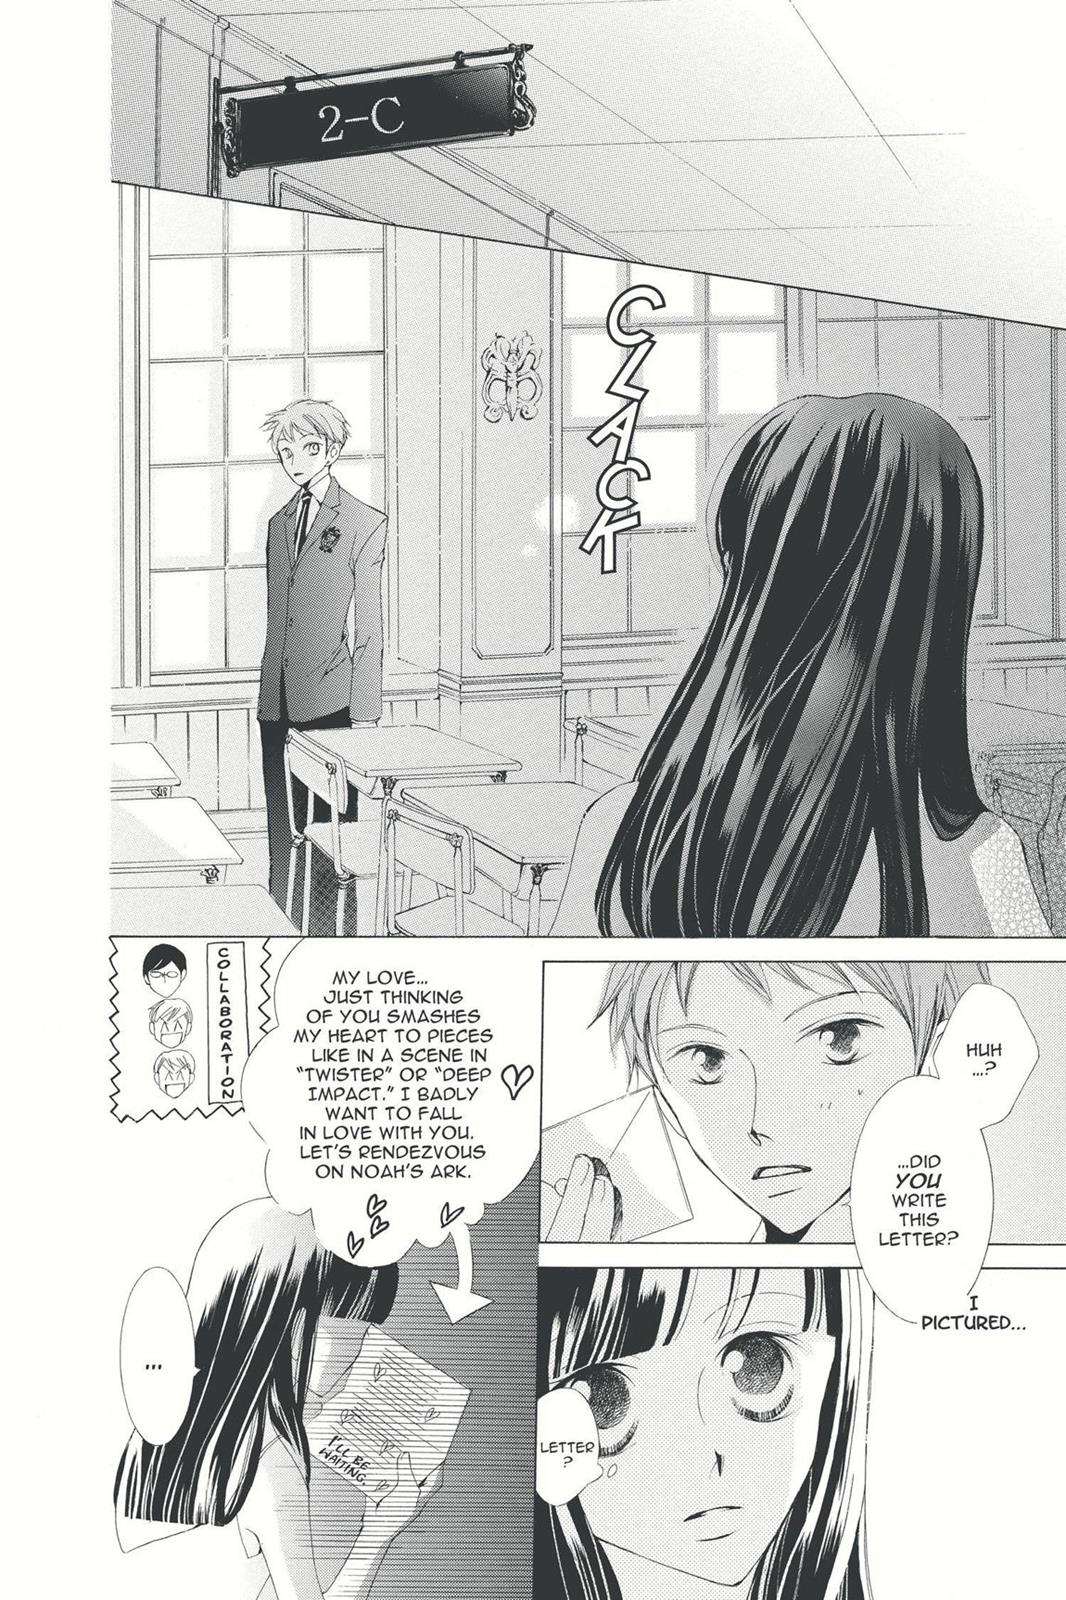 2-C
CLACK
HUH
...?
...DID
YOU
WRITE
THIS
LETTER?
I
PICTURED...
LETTER
?
COLLABORATION
MY LOVE...
JUST THINKING
OF YOU SMASHES
MY HEART TO PIECES
LIKE IN A SCENE IN
"TWISTER" OR "DEEP
IMPACT." I BADLY
WANT TO FALL
IN LOVE WITH YOU.
LET'S RENDEZVOUS
ON NOAH'S ARK.
I'LL BE
WAITING.
...